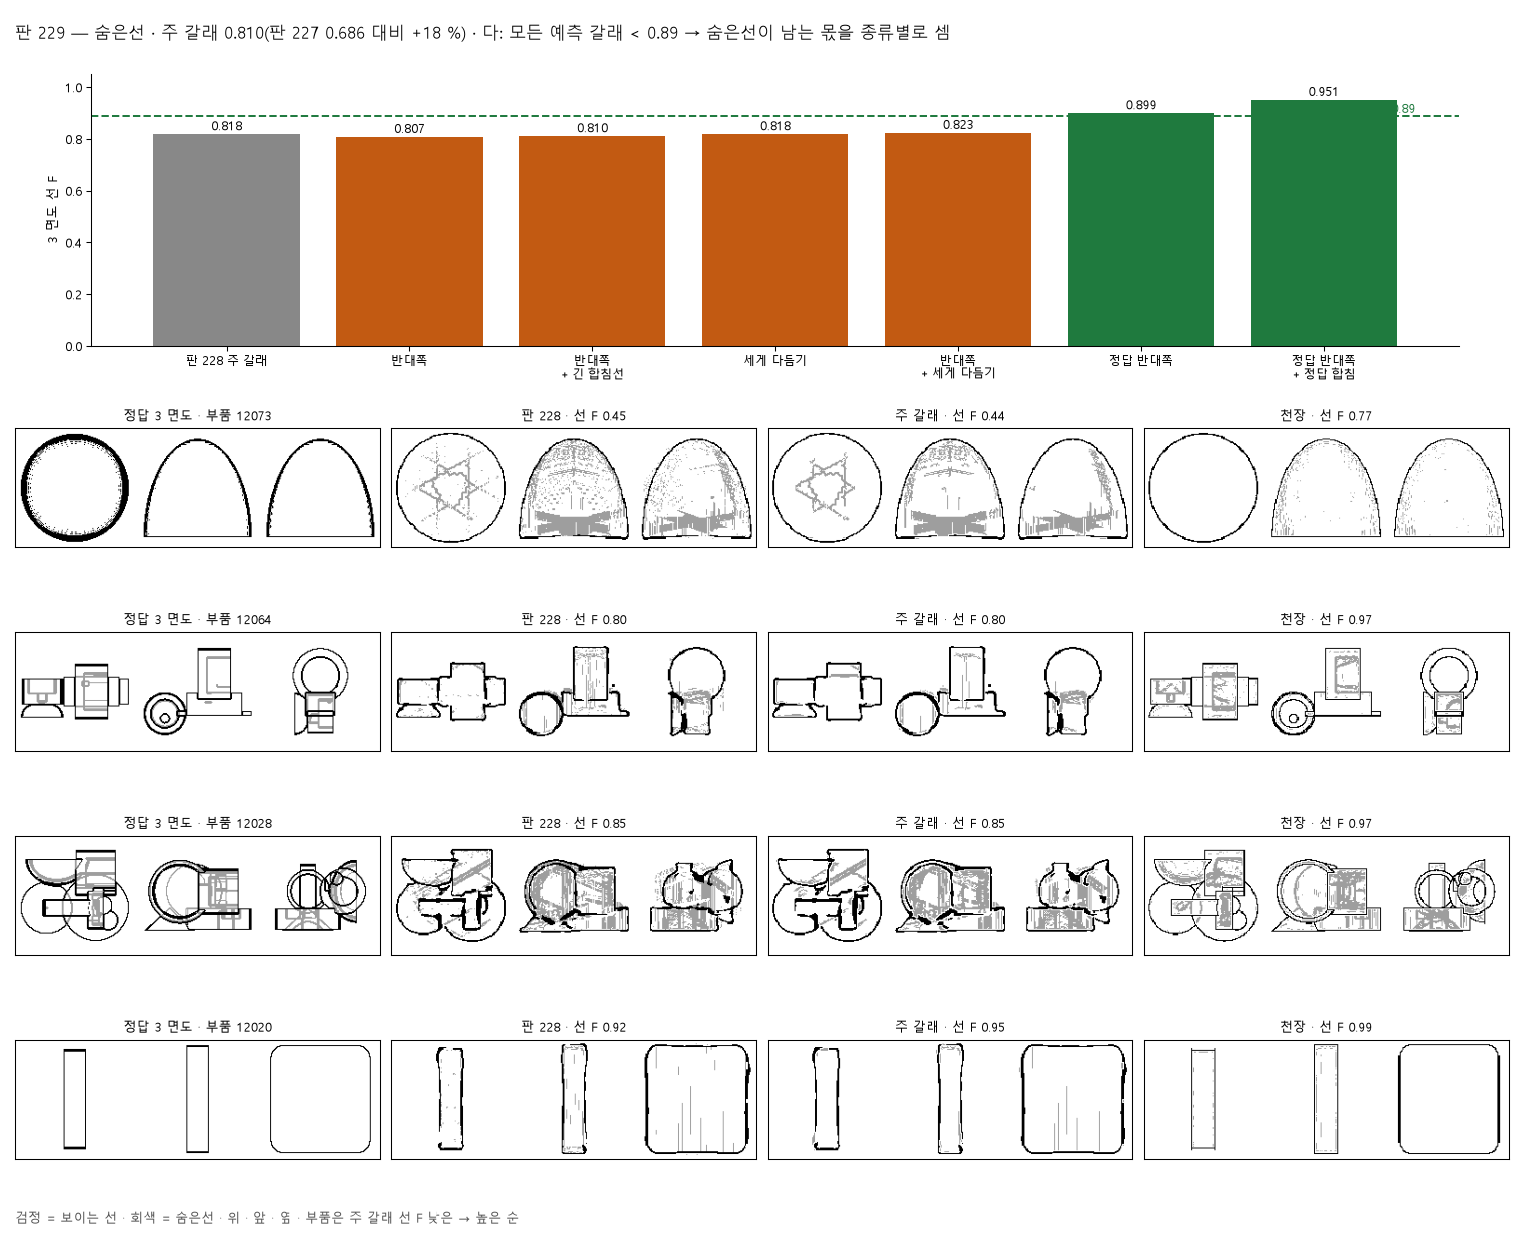 판 229 — 숨은선 · 주 갈래 0.810(판 227 0.686 대비 +18 %) · 다: 모든 예측 갈래 < 0.89 → 숨은선이 남는 몫을 종류별로 셈
3 면도 선 F
1.0
0.8
0.6
0.4
0.2
0.0
0.818
0.807
0.810
0.818
0.823
0.899
0.951
.89
판 228 주 갈래
반대쪽
반대쪽
+ 긴 합침선
세게 다듬기
반대쪽
+ 세게 다듬기
정답 반대쪽
정답 반대쪽
+ 정답 합침
정답 3 면도 · 부품 12073
판 228 · 선 F 0.45
주 갈래 · 선 F 0.44
천장 · 선 F 0.77
정답 3 면도 · 부품 12064
판 228 · 선 F 0.80
주 갈래 · 선 F 0.80
천장 · 선 F 0.97
정답 3 면도 · 부품 12028
판 228 · 선 F 0.85
주 갈래 · 선 F 0.85
천장 · 선 F 0.97
정답 3 면도 · 부품 12020
판 228 · 선 F 0.92
주 갈래 · 선 F 0.95
천장 · 선 F 0.99
검정 = 보이는 선 · 회색 = 숨은선 · 위 · 앞 · 옆 · 부품은 주 갈래 선 F 낮은 → 높은 순